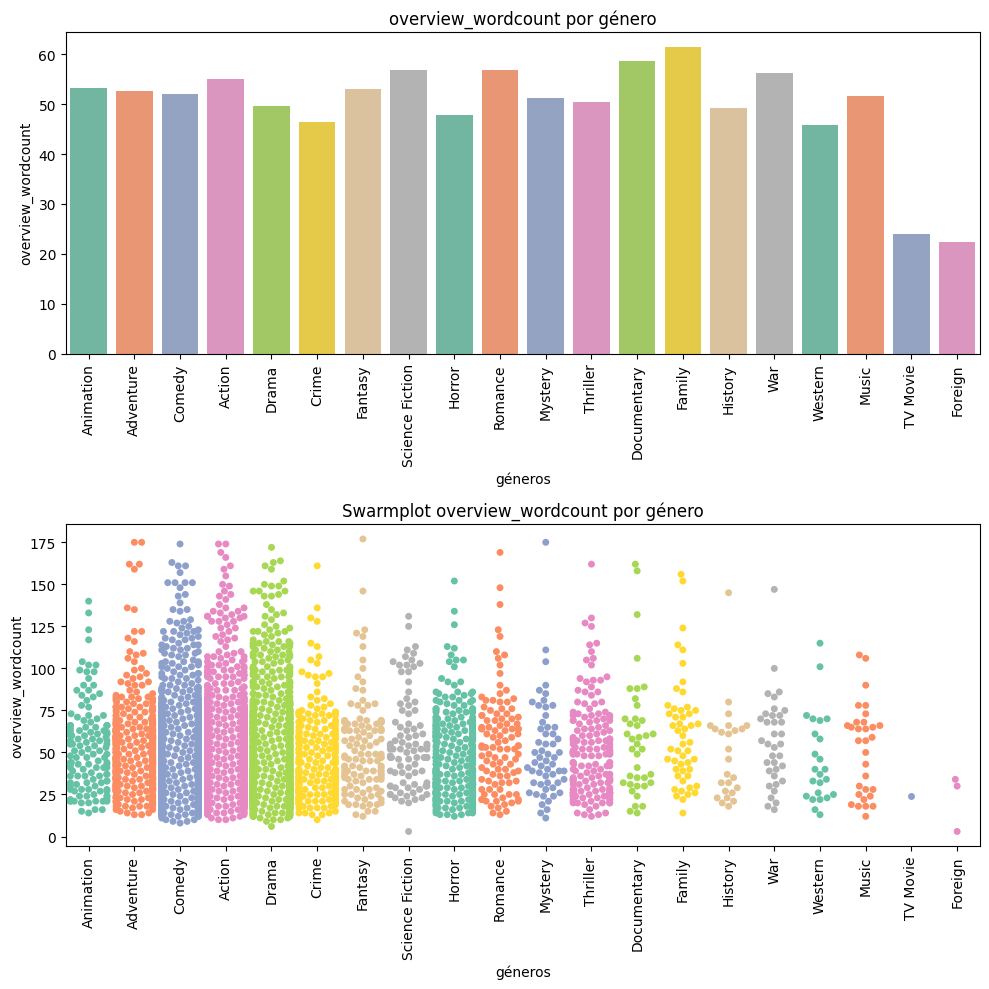 overview_wordcount por género
overview_wordcount
60
50
40
30
20
10
0
Animation
Adventure
Comedy
Action
Drama
Crime
Fantasy
Science Fiction
Horror
Romance
Mystery
Thriller
Documentary
Family
History
War
Western
Music
TV Movie
Foreign
géneros
Swarmplot overview_wordcount por género
overview_wordcount
175
150
125
100
75
50
25
0
Animation
Adventure
Comedy
Action
Drama
Crime
Fantasy
Science Fiction
Horror
Romance
Mystery
Thriller
Documentary
Family
History
War
Western
Music
TV Movie
Foreign
géneros